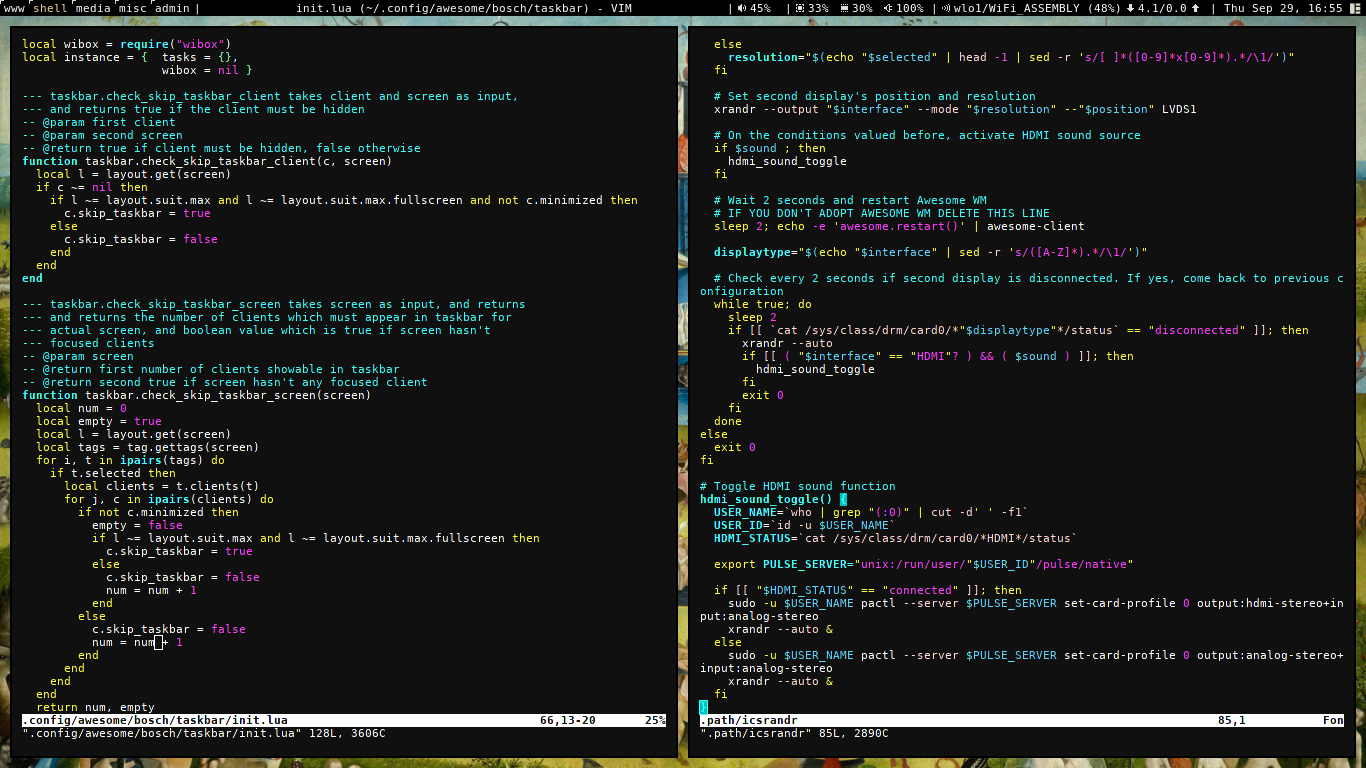 www shell media misc admin | init.lua (~/.config/awesome/bosch/taskbar) - VIM | 45% | 33% 30% 100% | wlo1/WiFi_ASSEMBLY (48%) 4.1/0.0 | Thu Sep 29, 16:55
local wibox = require("wibox")
local instance = {  tasks = {},
                    wibox = nil }
--- taskbar.check_skip_taskbar_client takes client and screen as input,
--- and returns true if the client must be hidden
-- @param first client
-- @param second screen
-- @return true if client must be hidden, false otherwise
function taskbar.check_skip_taskbar_client(c, screen)
  local l = layout.get(screen)
  if c ~= nil then
    if l ~= layout.suit.max and l ~= layout.suit.max.fullscreen and not c.minimized then
      c.skip_taskbar = true
    else
      c.skip_taskbar = false
    end
  end
end
--- taskbar.check_skip_taskbar_screen takes screen as input, and returns
--- and returns the number of clients which must appear in taskbar for
--- actual screen, and boolean value which is true if screen hasn't
--- focused clients
-- @param screen
-- @return first number of clients showable in taskbar
-- @return second true if screen hasn't any focused client
function taskbar.check_skip_taskbar_screen(screen)
  local num = 0
  local empty = true
  local l = layout.get(screen)
  local tags = tag.gettags(screen)
  for i, t in ipairs(tags) do
    if t.selected then
      local clients = t.clients(t)
      for j, c in ipairs(clients) do
        if not c.minimized then
          empty = false
          if l ~= layout.suit.max and l ~= layout.suit.max.fullscreen then
            c.skip_taskbar = true
          else
            c.skip_taskbar = false
            num = num + 1
          end
        else
          c.skip_taskbar = false
          num = num + 1
        end
      end
    end
  end
  return num, empty
.config/awesome/bosch/taskbar/init.lua 66,13-20 25%
".config/awesome/bosch/taskbar/init.lua" 128L, 3606C
  else
    resolution="$(echo "$selected" | head -1 | sed -r 's/[ ]*([0-9]*x[0-9]*).*/\1/')"
  fi
  # Set second display's position and resolution
  xrandr --output "$interface" --mode "$resolution" --"$position" LVDS1
  # On the conditions valued before, activate HDMI sound source
  if $sound ; then
    hdmi_sound_toggle
  fi
  # Wait 2 seconds and restart Awesome WM
  # IF YOU DON'T ADOPT AWESOME WM DELETE THIS LINE
  sleep 2; echo -e 'awesome.restart()' | awesome-client
  displaytype="$(echo "$interface" | sed -r 's/([A-Z]*).*/\1/')"
  # Check every 2 seconds if second display is disconnected. If yes, come back to previous c
onfiguration
  while true; do
    sleep 2
    if [[ `cat /sys/class/drm/card0/*"$displaytype"*/status` == "disconnected" ]]; then
      xrandr --auto
      if [[ ( "$interface" == "HDMI"? ) && ( $sound ) ]]; then
        hdmi_sound_toggle
      fi
      exit 0
    fi
  done
else
  exit 0
fi
# Toggle HDMI sound function
hdmi_sound_toggle() {
  USER_NAME=`who | grep "(:0)" | cut -d' ' -f1`
  USER_ID=`id -u $USER_NAME`
  HDMI_STATUS=`cat /sys/class/drm/card0/*HDMI*/status`
  export PULSE_SERVER="unix:/run/user/"$USER_ID"/pulse/native"
  if [[ "$HDMI_STATUS" == "connected" ]]; then
    sudo -u $USER_NAME pactl --server $PULSE_SERVER set-card-profile 0 output:hdmi-stereo+in
put:analog-stereo
    xrandr --auto &
  else
    sudo -u $USER_NAME pactl --server $PULSE_SERVER set-card-profile 0 output:analog-stereo+
input:analog-stereo
    xrandr --auto &
  fi
}
.path/icsrandr 85,1 Fon
".path/icsrandr" 85L, 2890C